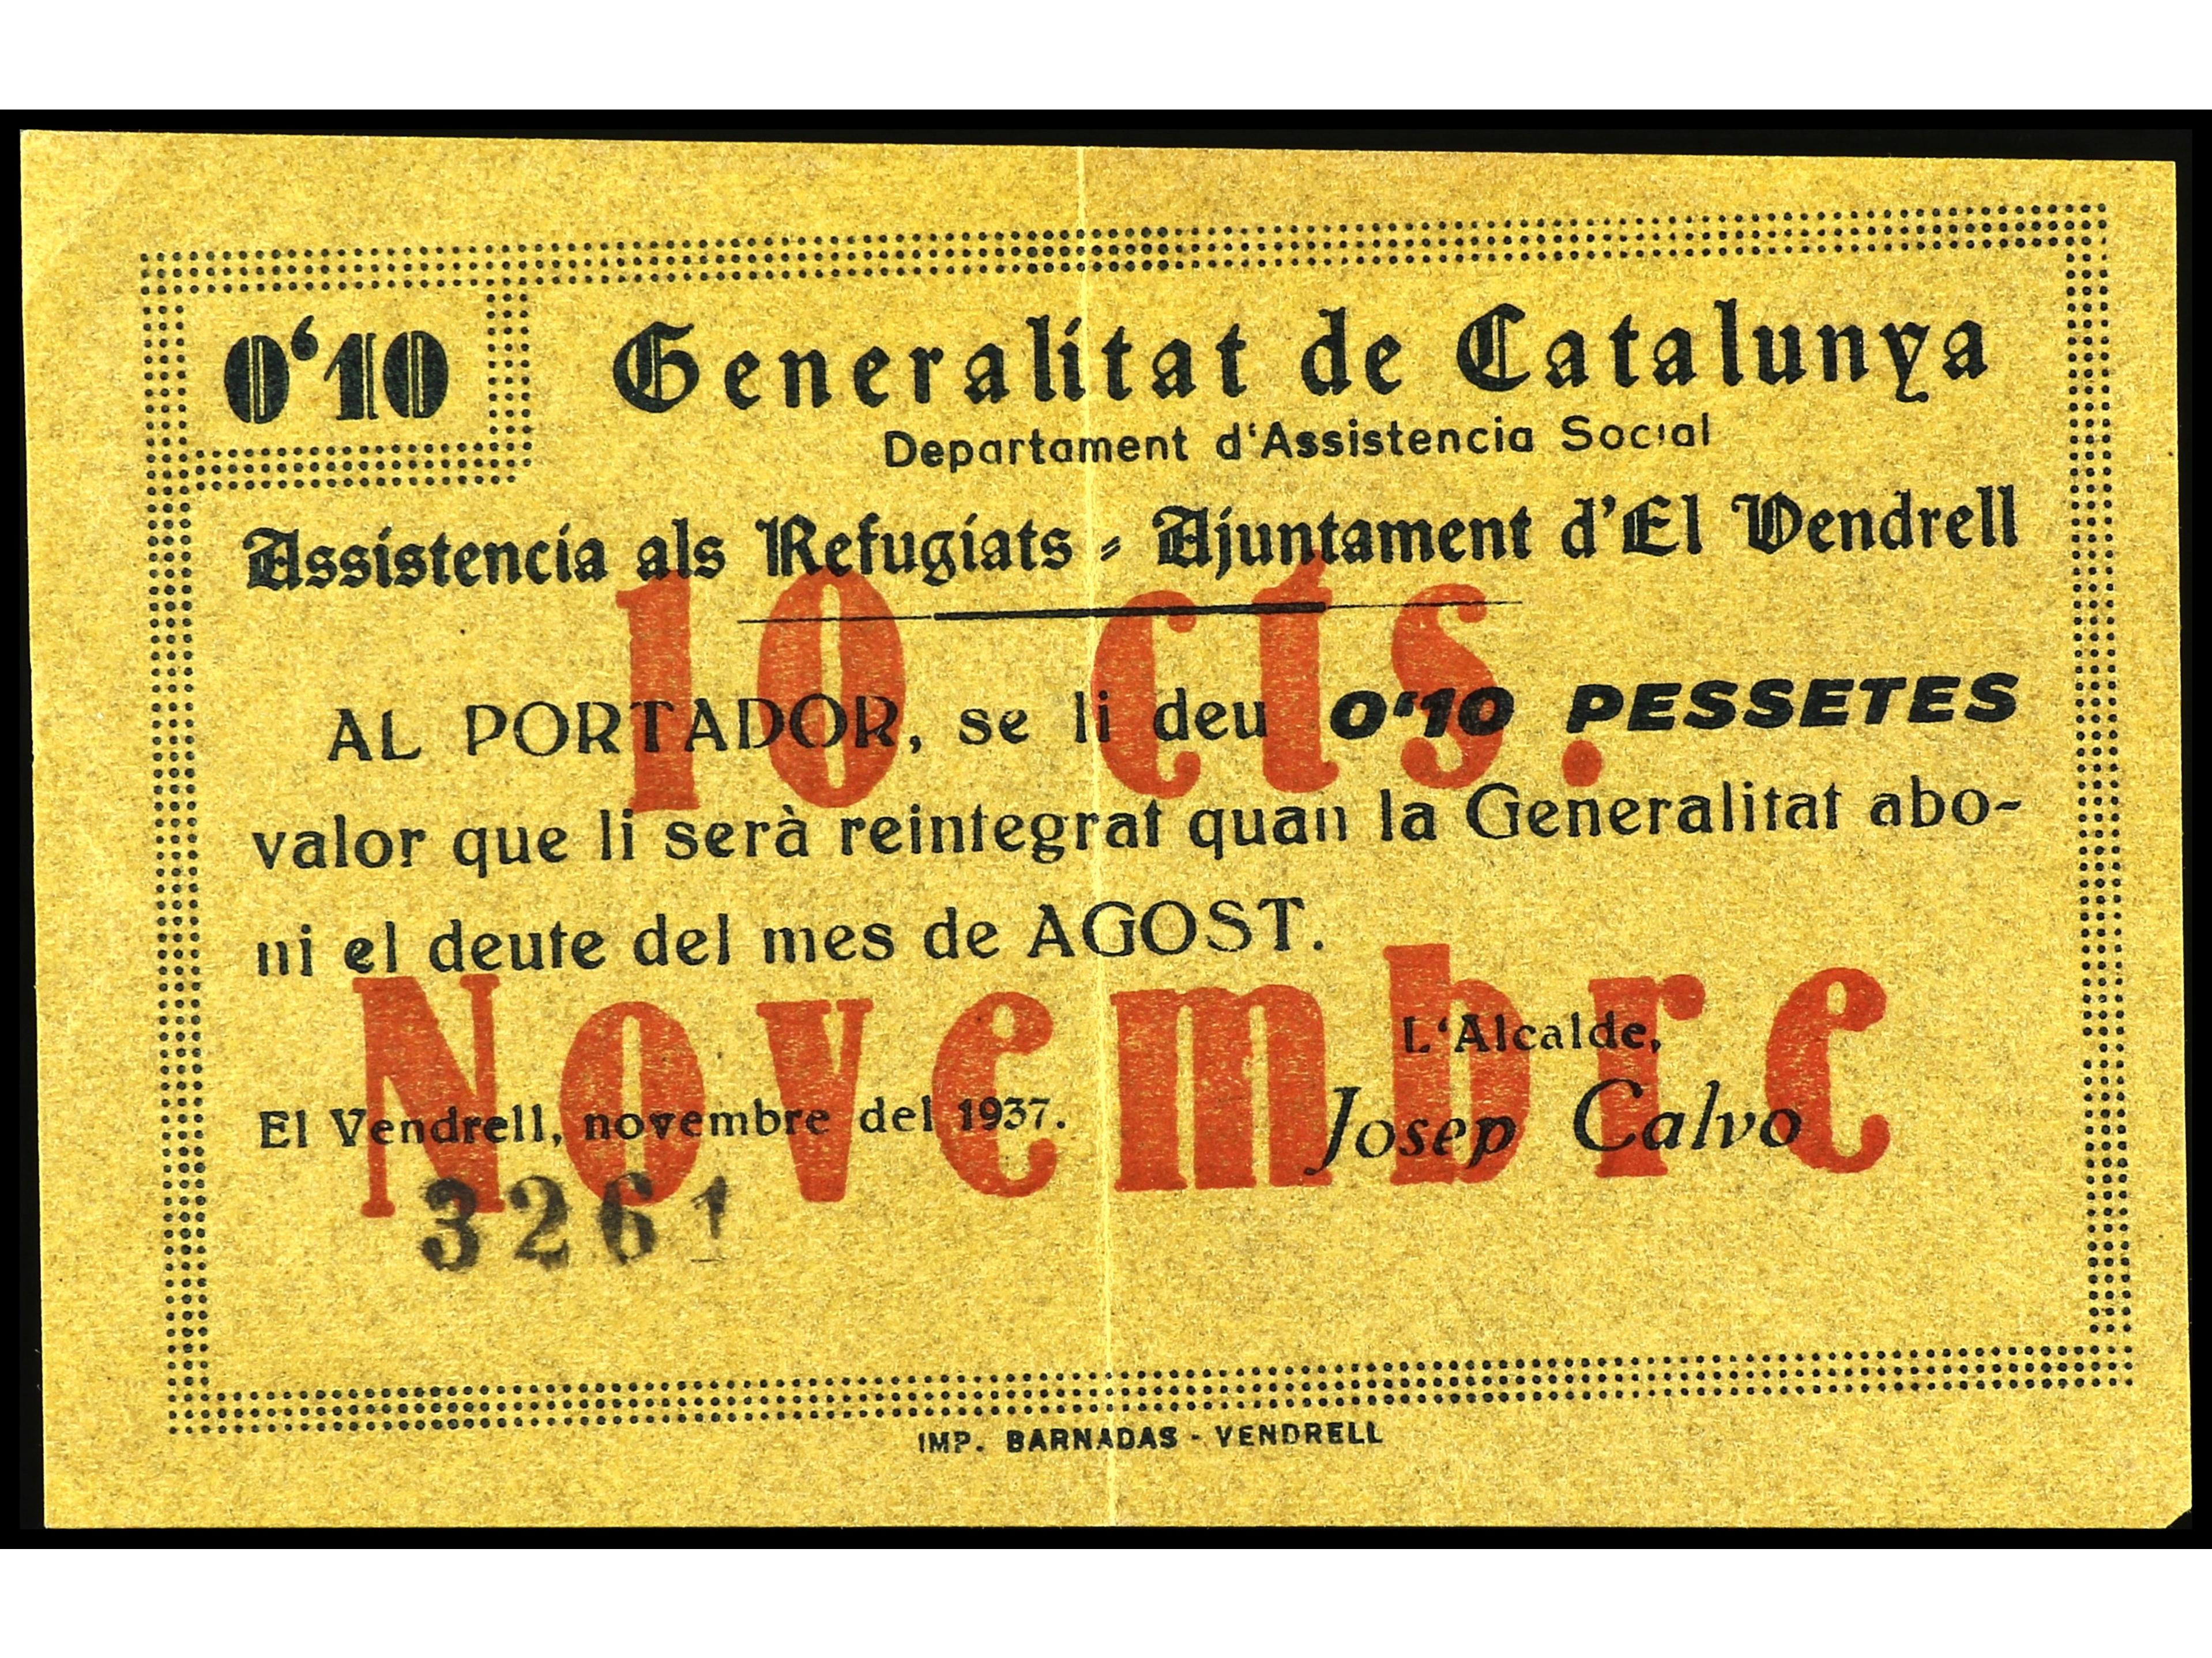 0'10
Generalitat de Catalunya
Departament d'Assistencia Social
Assistencia als Refugiats - Ajuntament d'El Vendrell
10 cts.
AL PORTADOR, se li deu 0'10 PESSETES
valor que li serà reintegrat quan la Generalitat abo-
ni el deute del mes de AGOST.
Novembre
L'Alcalde,
El Vendrell, novembre del 1937.
Josep Calvo
3261
IMP. BARNADAS - VENDRELL